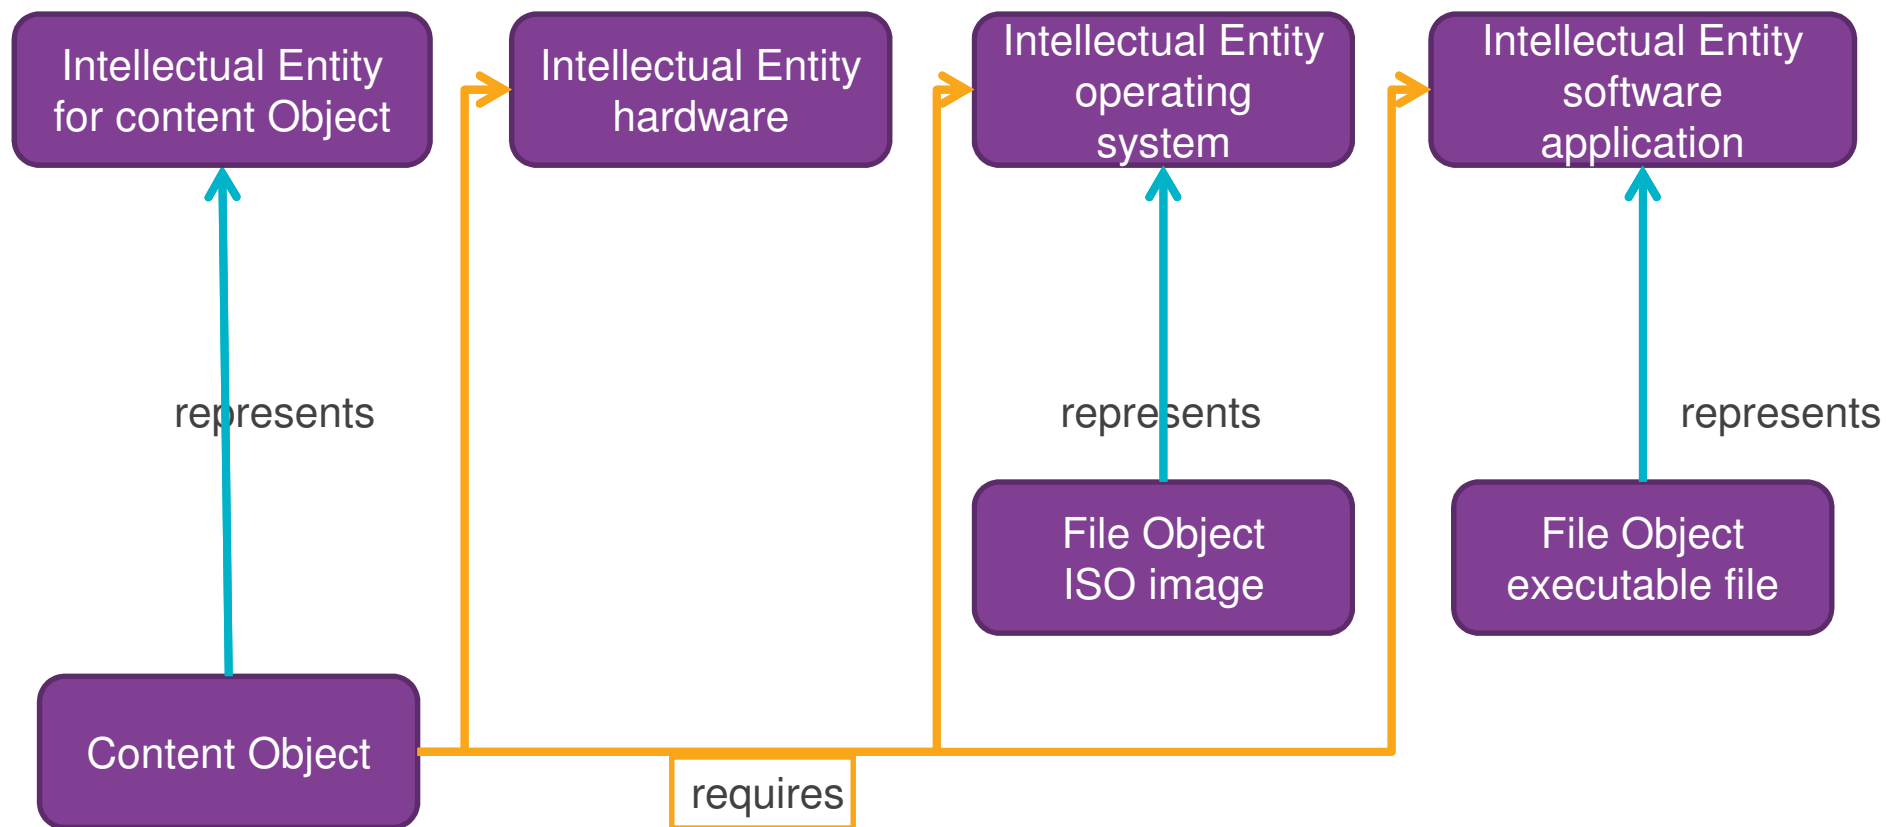 Intellectual Entity
for content Object
Intellectual Entity
hardware
Intellectual Entity
operating
system
Intellectual Entity
software
application
represents
represents
represents
File Object
ISO image
File Object
executable file
Content Object
requires